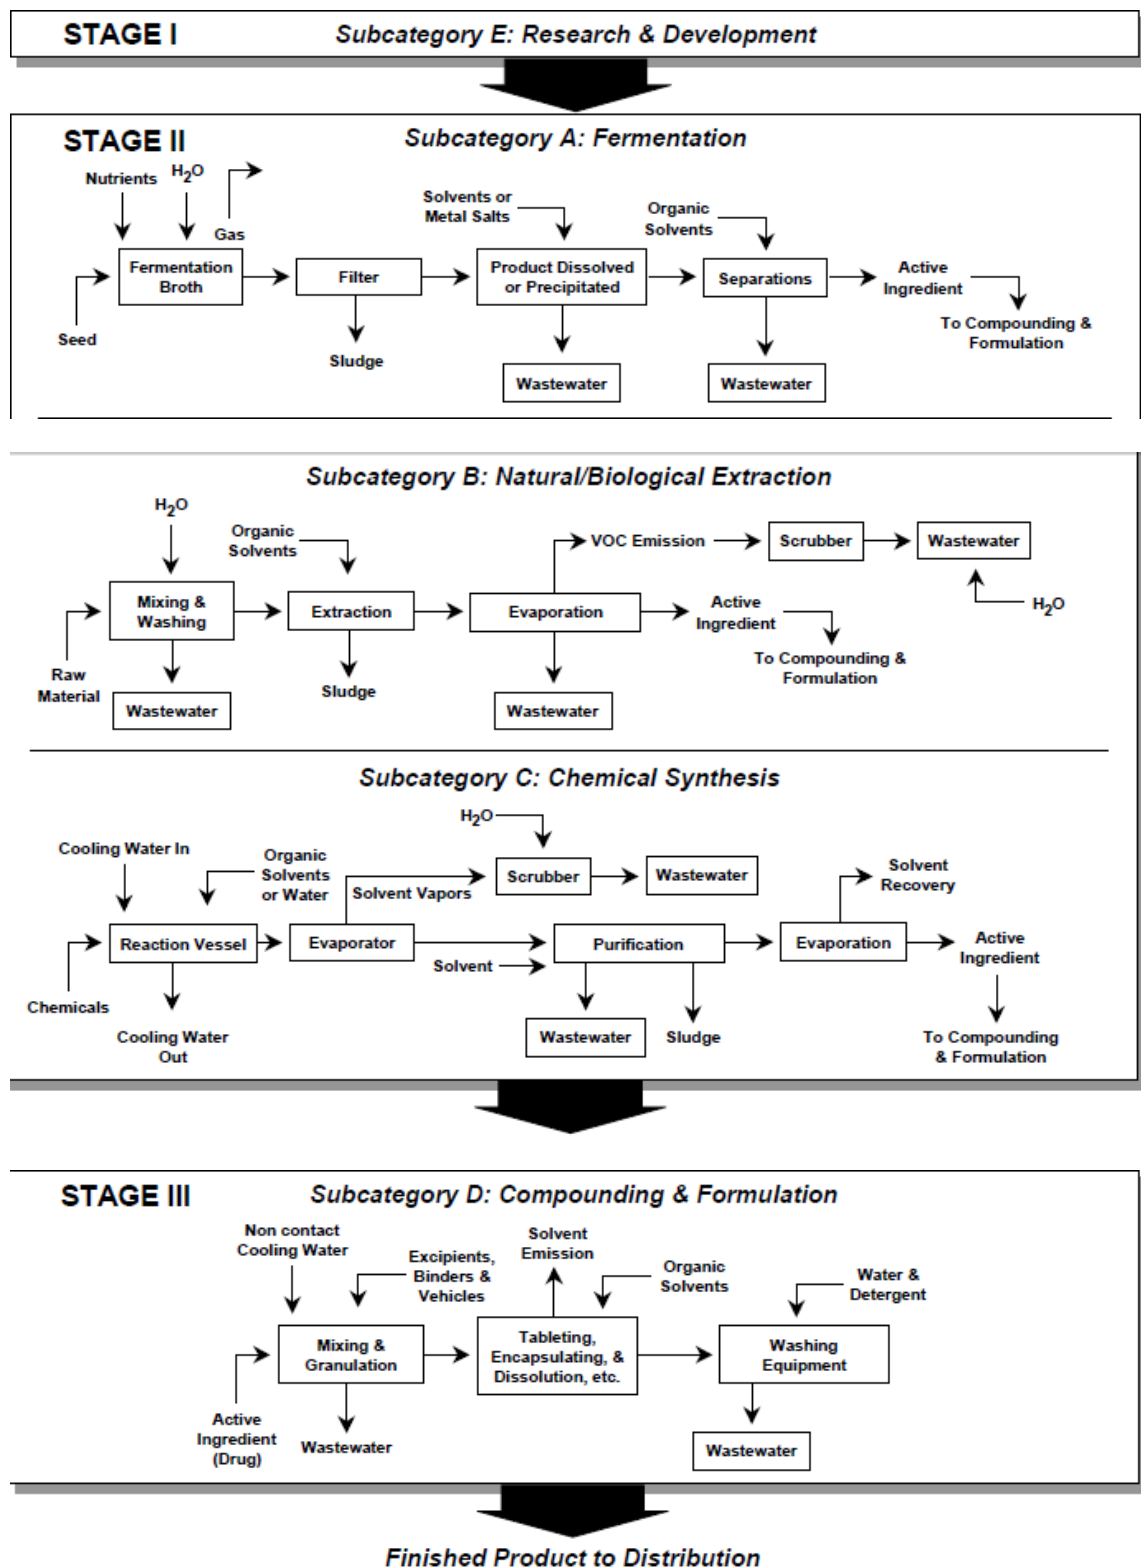 STAGE I
Subcategory E: Research & Development
STAGE II
Subcategory A: Fermentation
Nutrients
H2O
Gas
Solvents or
Metal Salts
Organic
Solvents
Fermentation
Broth
Filter
Product Dissolved
or Precipitated
Separations
Active
Ingredient
Seed
Sludge
To Compounding &
Formulation
Wastewater
Wastewater
Subcategory B: Natural/Biological Extraction
H2O
Organic
Solvents
VOC Emission
Scrubber
Wastewater
Mixing &
Washing
Extraction
Evaporation
Active
Ingredient
H2O
Raw
Material
Wastewater
Sludge
Wastewater
To Compounding &
Formulation
Subcategory C: Chemical Synthesis
H2O
Cooling Water In
Organic
Solvents
or Water
Solvent Vapors
Scrubber
Wastewater
Solvent
Recovery
Reaction Vessel
Evaporator
Solvent
Purification
Evaporation
Active
Ingredient
Chemicals
Cooling Water
Out
Wastewater
Sludge
To Compounding
& Formulation
STAGE III
Subcategory D: Compounding & Formulation
Non contact
Cooling Water
Excipients,
Binders &
Vehicles
Solvent
Emission
Organic
Solvents
Water &
Detergent
Mixing &
Granulation
Tableting,
Encapsulating, &
Dissolution, etc.
Washing
Equipment
Active
Ingredient
(Drug)
Wastewater
Wastewater
Finished Product to Distribution